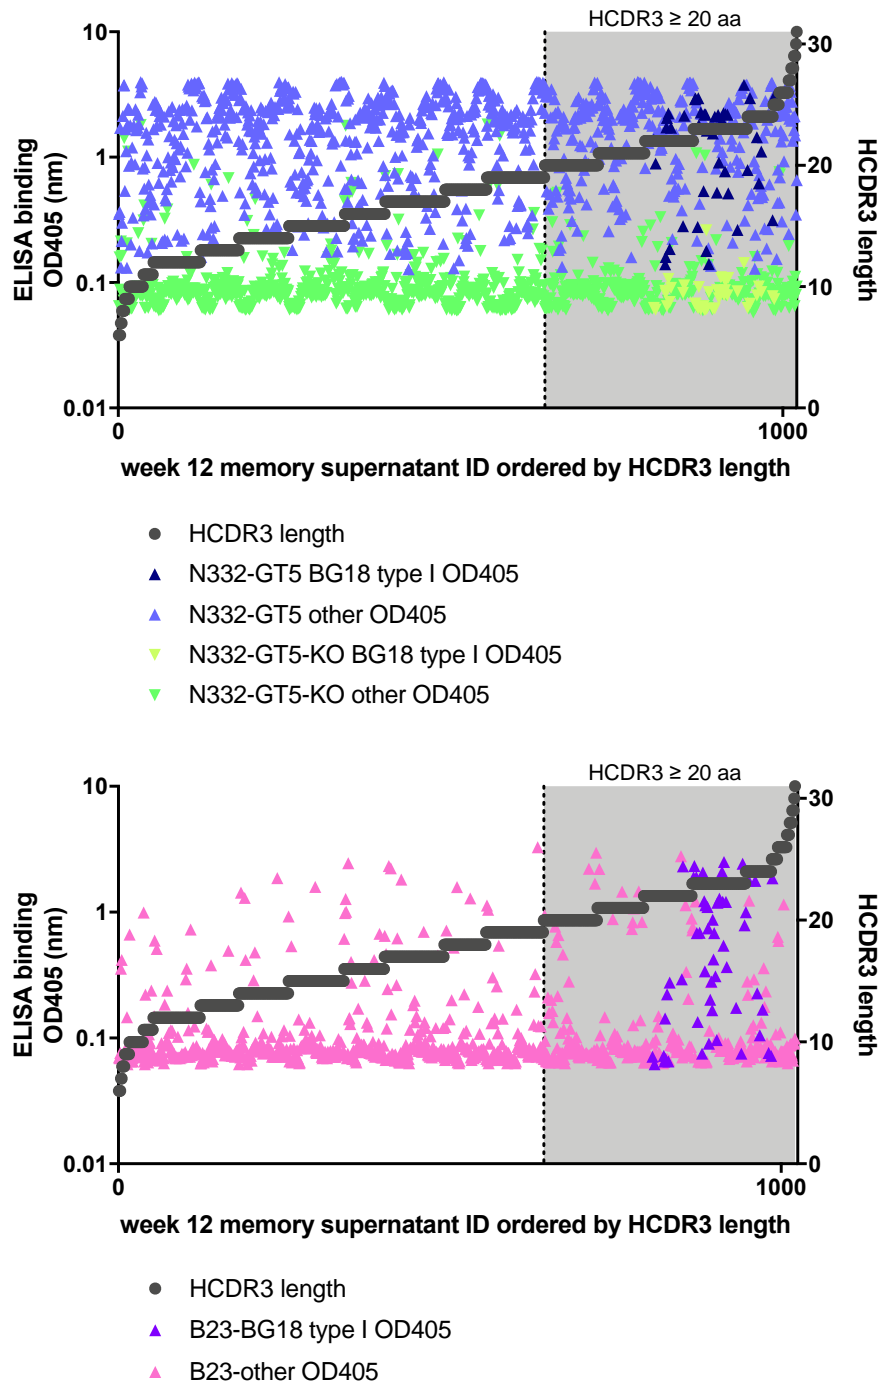 HCDR3 ≥ 20 aa
10
1
0.1
0.01
ELISA binding
OD405 (nm)
30
20
10
0
HCDR3 length
0
1000
week 12 memory supernatant ID ordered by HCDR3 length
HCDR3 length
N332-GT5 BG18 type I OD405
N332-GT5 other OD405
N332-GT5-KO BG18 type I OD405
N332-GT5-KO other OD405
HCDR3 ≥ 20 aa
10
1
0.1
0.01
ELISA binding
OD405 (nm)
30
20
10
0
HCDR3 length
0
1000
week 12 memory supernatant ID ordered by HCDR3 length
HCDR3 length
B23-BG18 type I OD405
B23-other OD405